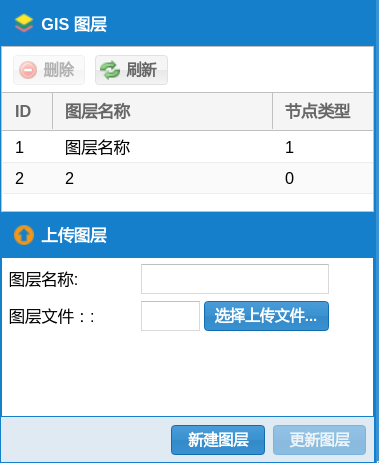 GIS 图层
删除 刷新
ID 图层名称 节点类型
1 图层名称 1
2 2 0
上传图层
图层名称:
图层文件：: 选择上传文件...
新建图层 更新图层